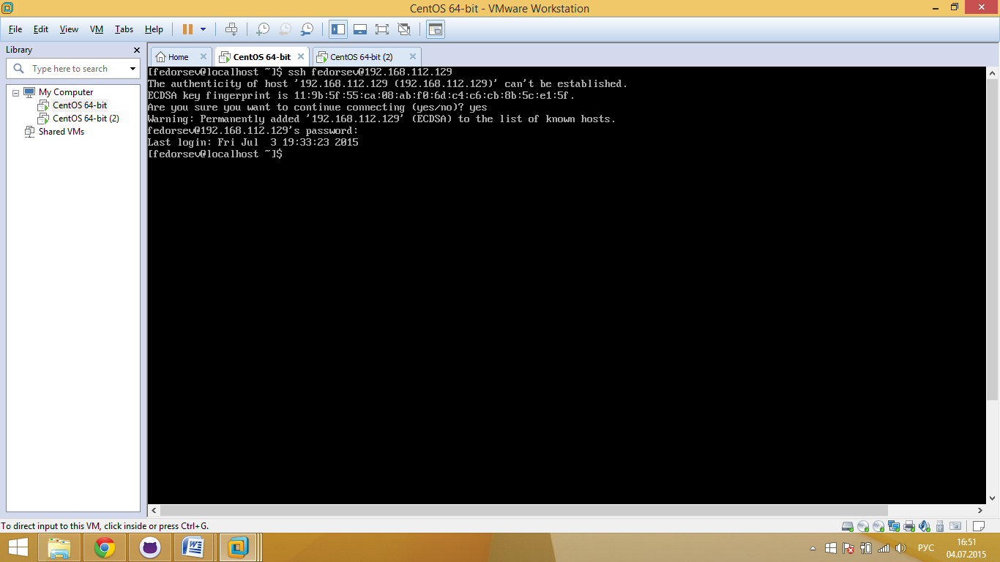 CentOS 64-bit - VMware Workstation
File Edit View VM Tabs Help
Library
Type here to search
My Computer
CentOS 64-bit
CentOS 64-bit (2)
Shared VMs
Home CentOS 64-bit CentOS 64-bit (2)
[fedorsev@localhost ~]$ ssh fedorsev@192.168.112.129
The authenticity of host '192.168.112.129 (192.168.112.129)' can't be established.
ECDSA key fingerprint is 11:9b:5f:55:ca:08:ab:f0:6d:c4:c6:cb:8b:5c:e1:5f.
Are you sure you want to continue connecting (yes/no)? yes
Warning: Permanently added '192.168.112.129' (ECDSA) to the list of known hosts.
fedorsev@192.168.112.129's password:
Last login: Fri Jul  3 19:33:23 2015
[fedorsev@localhost ~]$
To direct input to this VM, click inside or press Ctrl+G.
РУС
16:51
04.07.2015